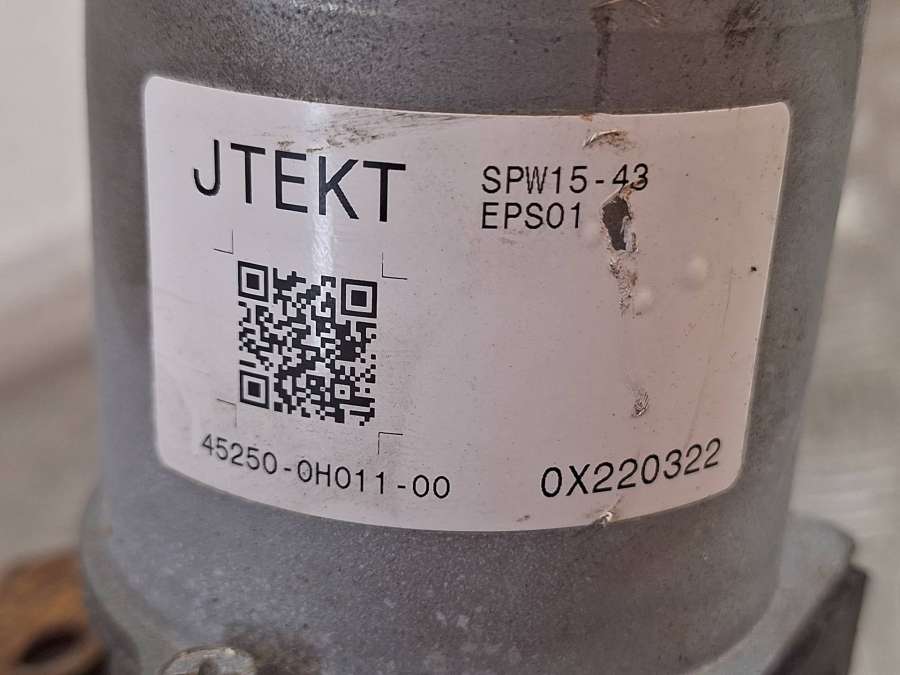 JTEKT
SPW15-43
EPS01
45250-0H011-00
0X220322